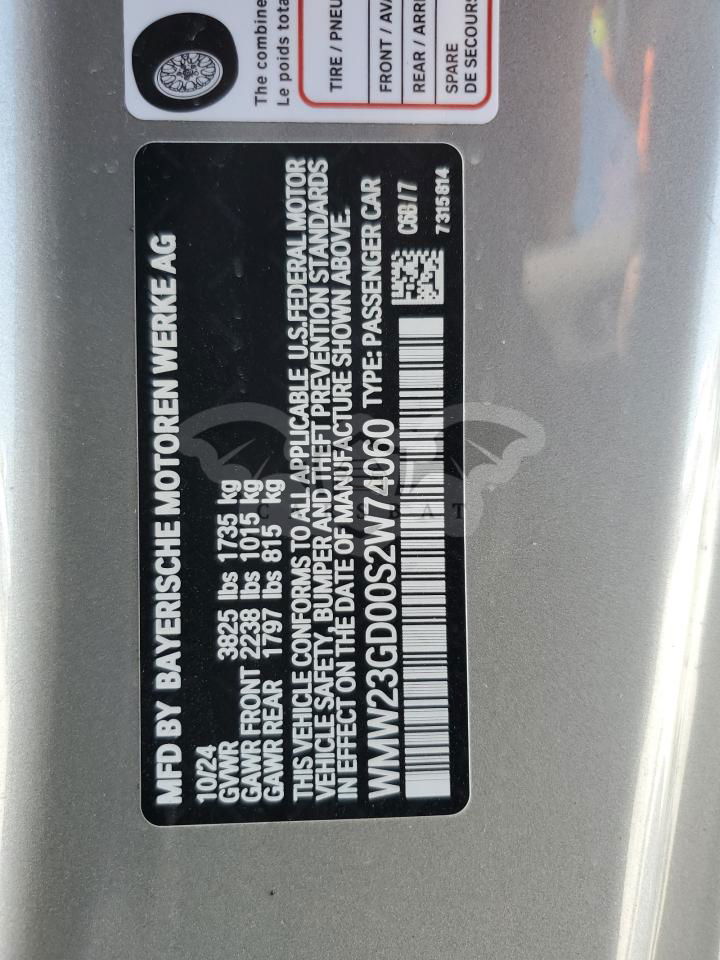 The combine
Le poids tota
TIRE / PNEU
FRONT / AVA
REAR / ARRI
SPARE
DE SECOURS
MFD BY BAYERISCHE MOTOREN WERKE AG
10/24
GVWR 3825 lbs 1735 kg
GAWR FRONT 2238 lbs 1015 kg
GAWR REAR 1797 lbs 815 kg
THIS VEHICLE CONFORMS TO ALL APPLICABLE U.S.FEDERAL MOTOR
VEHICLE SAFETY, BUMPER AND THEFT PREVENTION STANDARDS
IN EFFECT ON THE DATE OF MANUFACTURE SHOWN ABOVE.
WMW23GD00S2W74060 TYPE: PASSENGER CAR
C6B/7
7315814